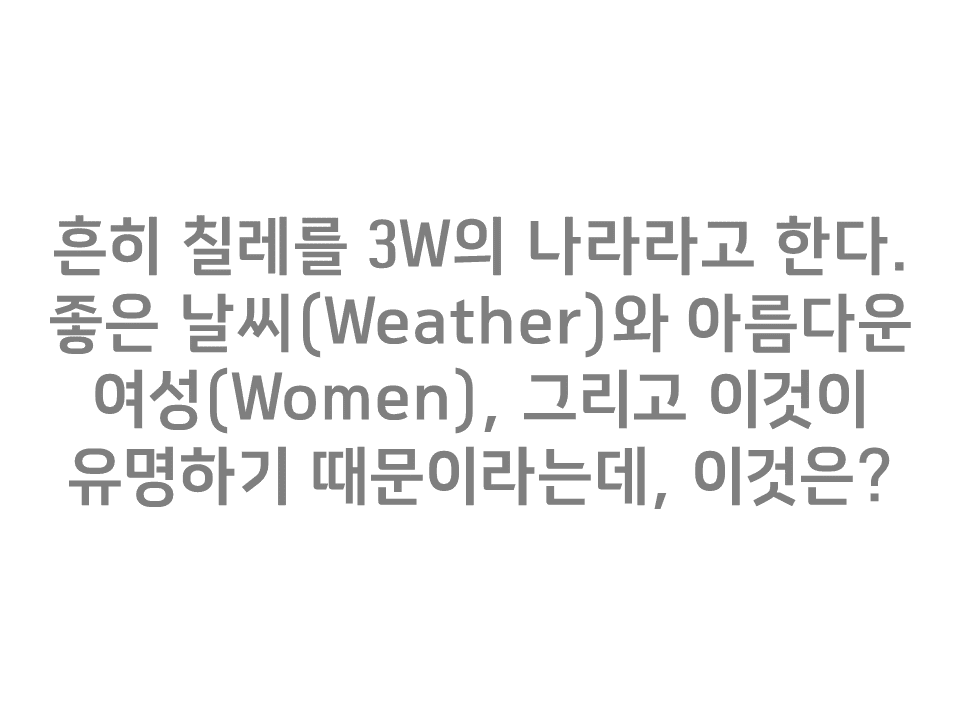 흔히 칠레를 3W의 나라라고 한다.
좋은 날씨(Weather)와 아름다운
여성(Women), 그리고 이것이
유명하기 때문이라는데, 이것은?